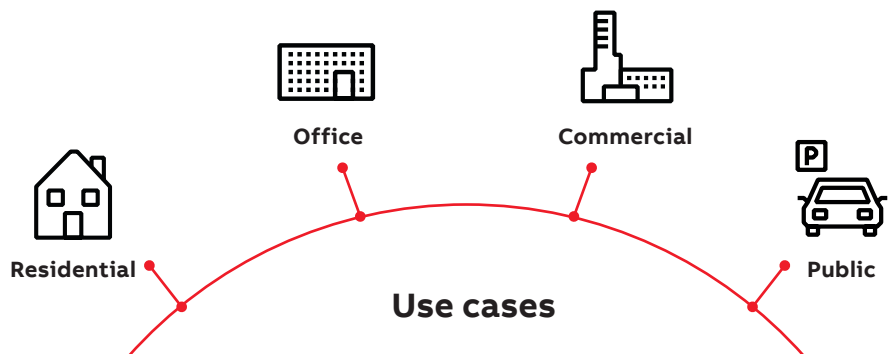 Office
Commercial
P
Residential
Public
Use cases